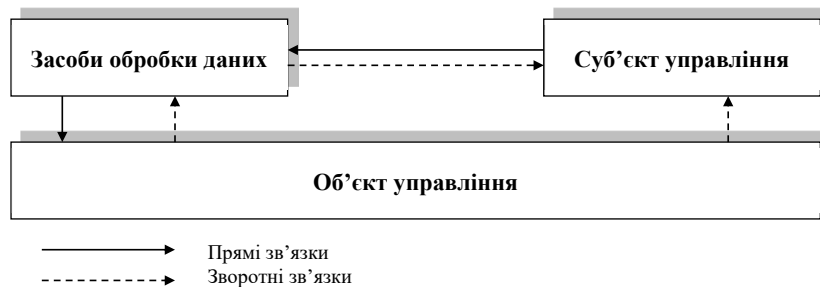 Засоби обробки даних
Суб’єкт управління
Об’єкт управління
Прямі зв’язки
Зворотні зв’язки